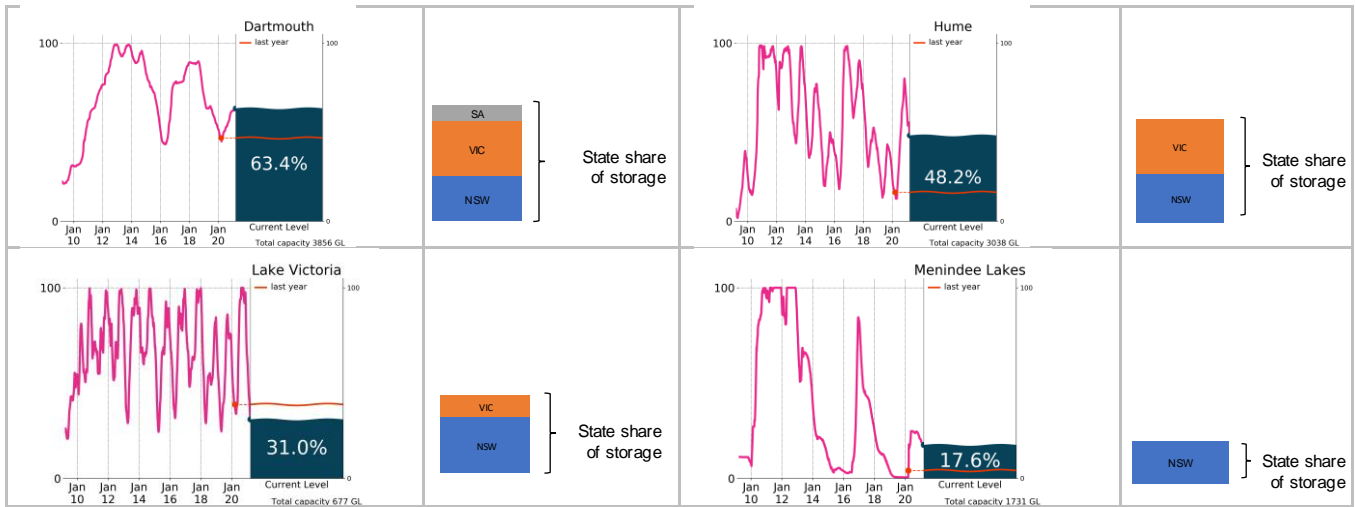 Dartmouth
100
last year
100
63.4%
0
0
Jan Jan Jan Jan Jan Jan
10 12 14 16 18 20
Current Level
Total capacity 3856 GL
SA
VIC
NSW
State share
of storage
Hume
100
last year
100
48.2%
0
0
Jan Jan Jan Jan Jan Jan
10 12 14 16 18 20
Current Level
Total capacity 3038 GL
VIC
NSW
State share
of storage
Lake Victoria
100
last year
100
31.0%
0
0
Jan Jan Jan Jan Jan Jan
10 12 14 16 18 20
Current Level
Total capacity 677 GL
VIC
NSW
State share
of storage
Menindee Lakes
100
last year
100
17.6%
0
0
Jan Jan Jan Jan Jan Jan
10 12 14 16 18 20
Current Level
Total capacity 1731 GL
NSW
State share
of storage